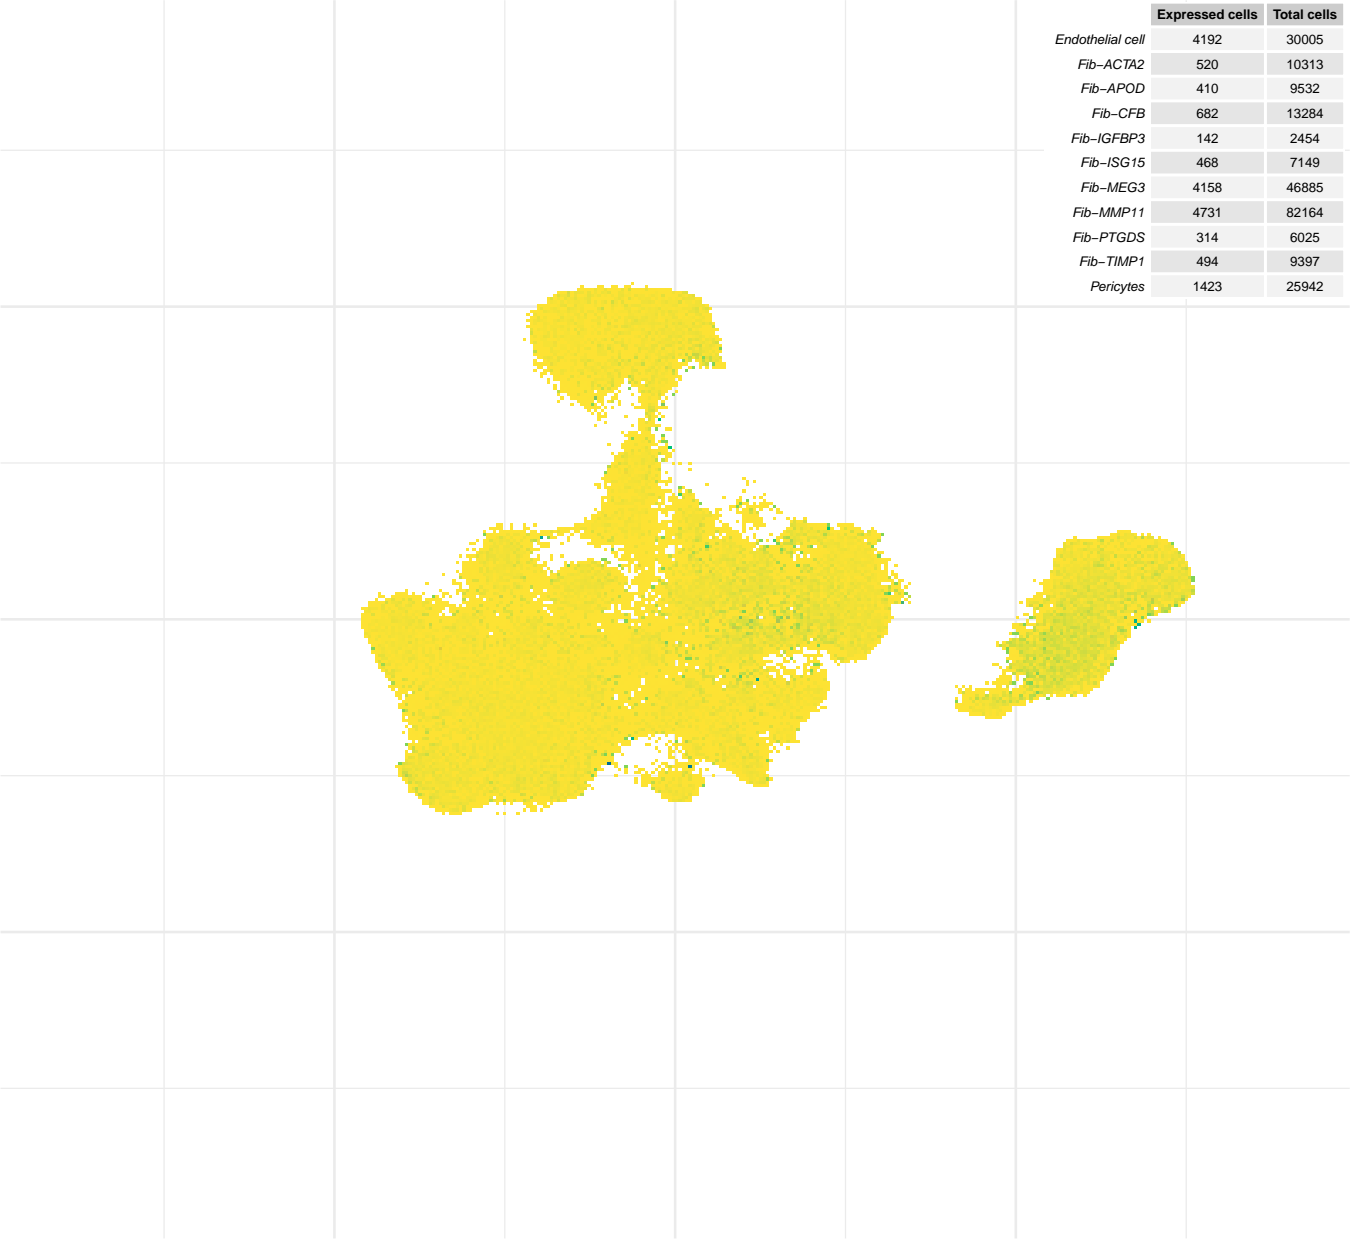 Expressed cells Total cells
Endothelial cell 4192 30005
Fib−ACTA2 520 10313
Fib−APOD 410 9532
Fib−CFB 682 13284
Fib−IGFBP3 142 2454
Fib−ISG15 468 7149
Fib−MEG3 4158 46885
Fib−MMP11 4731 82164
Fib−PTGDS 314 6025
Fib−TIMP1 494 9397
Pericytes 1423 25942